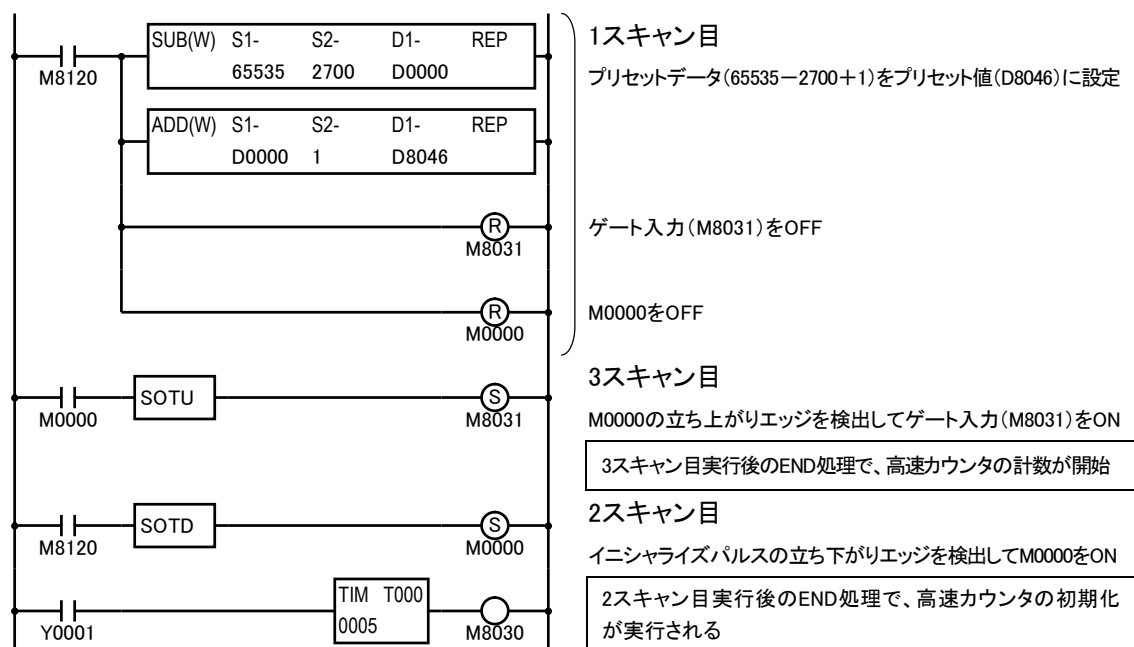 SUB(W) S1- S2- D1- REP
65535 2700 D0000
M8120
ADD(W) S1- S2- D1- REP
D0000 1 D8046
R
M8031
R
M0000
1スキャン目
プリセットデータ(65535－2700＋1)をプリセット値(D8046)に設定
ゲート入力(M8031)をOFF
M0000をOFF
SOTU
S
M0000
M8031
3スキャン目
M0000の立ち上がりエッジを検出してゲート入力(M8031)をON
3スキャン目実行後のEND処理で、高速カウンタの計数が開始
SOTD
S
M8120
M0000
2スキャン目
イニシャライズパルスの立ち下がりエッジを検出してM0000をON
TIM T000
0005
Y0001
M8030
2スキャン目実行後のEND処理で、高速カウンタの初期化
が実行される